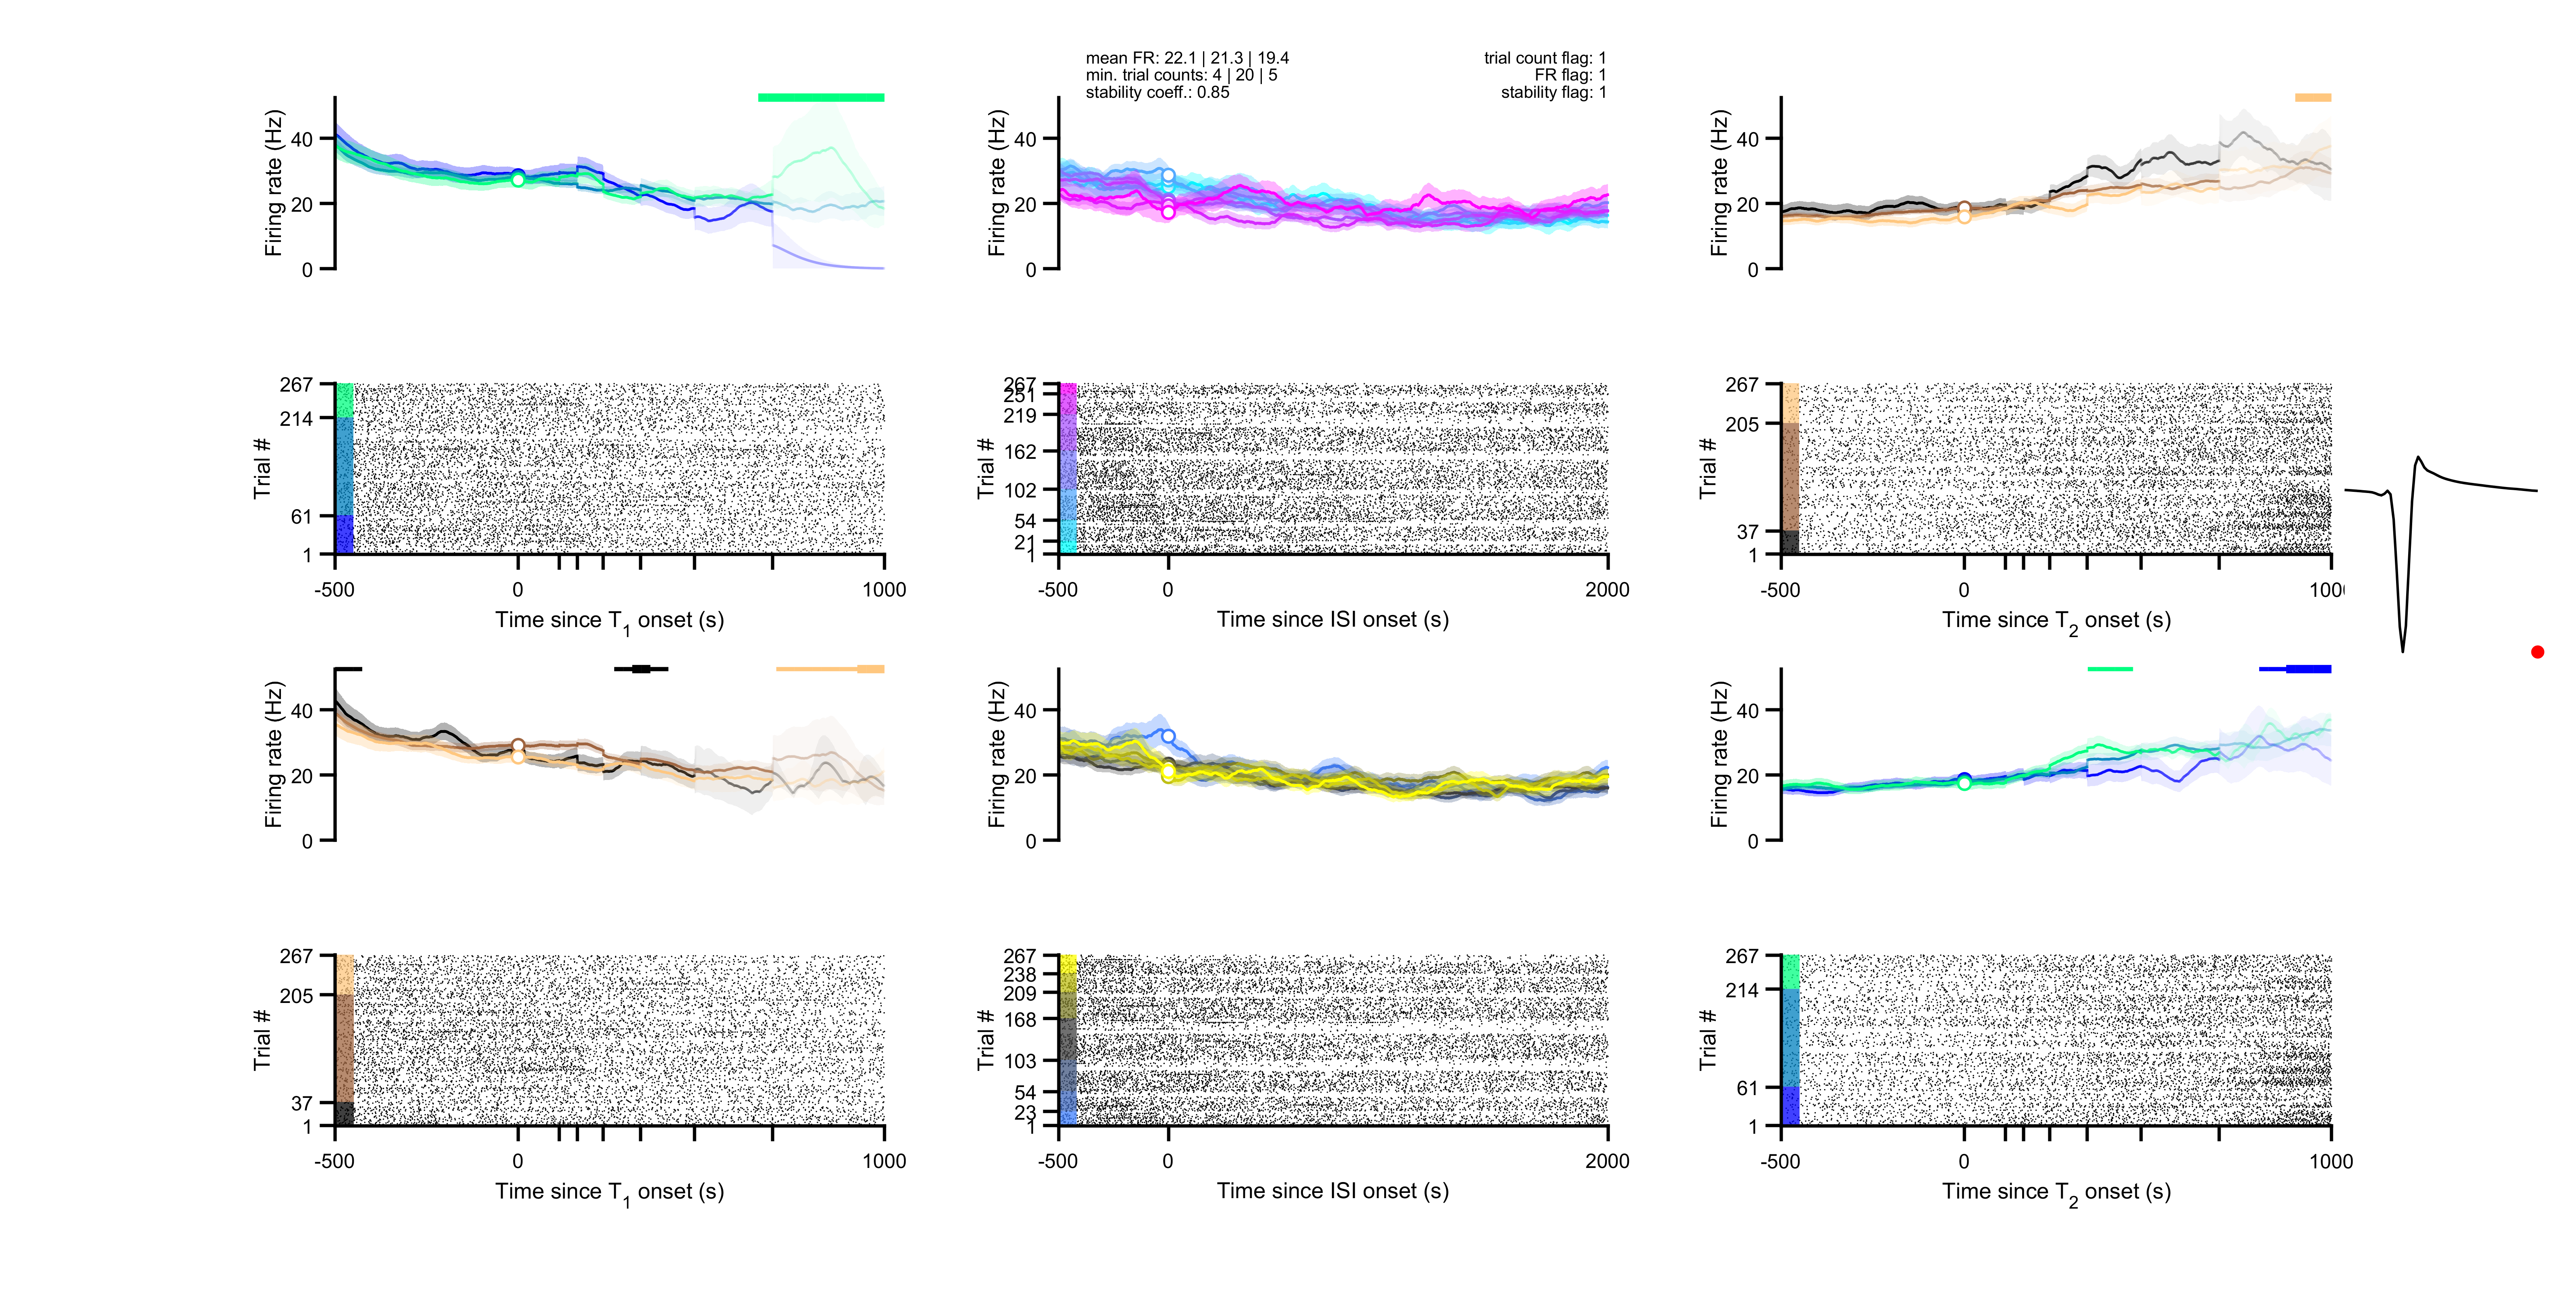 mean FR: 22.1 | 21.3 | 19.4
min. trial counts: 4 | 20 | 5
stability coeff.: 0.85
trial count flag: 1
FR flag: 1
stability flag: 1
Firing rate (Hz)
40
20
0
Firing rate (Hz)
40
20
0
Firing rate (Hz)
40
20
0
Trial #
267
214
61
1
-500
0
1000
Time since T1 onset (s)
Trial #
267
251
219
162
102
54
21
1
-500
0
2000
Time since ISI onset (s)
Trial #
267
205
37
1
-500
0
1000
Time since T2 onset (s)
Firing rate (Hz)
40
20
0
Firing rate (Hz)
40
20
0
Firing rate (Hz)
40
20
0
Trial #
267
205
37
1
-500
0
1000
Time since T1 onset (s)
Trial #
267
238
209
168
103
54
23
1
-500
0
2000
Time since ISI onset (s)
Trial #
267
214
61
1
-500
0
1000
Time since T2 onset (s)